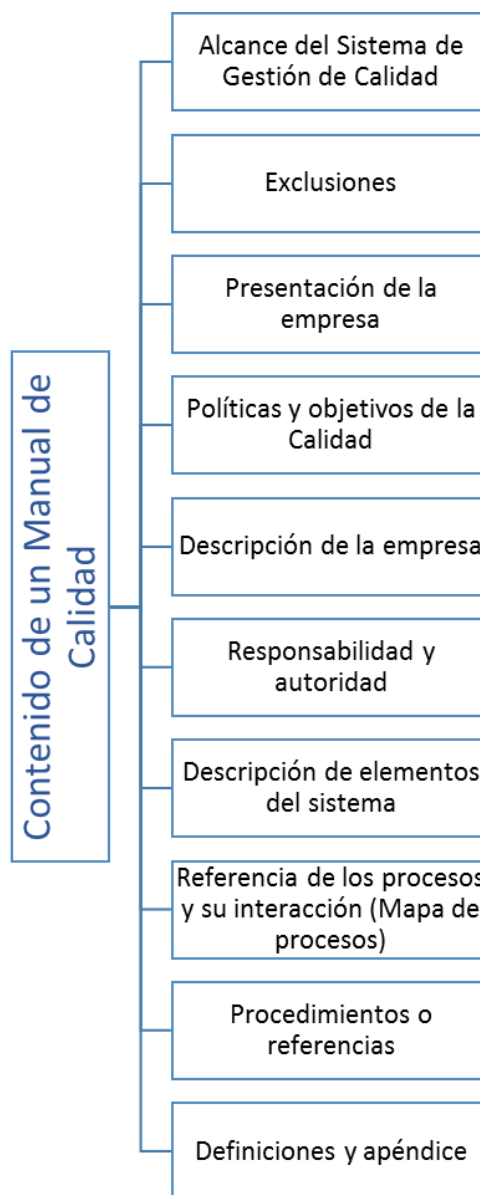 Contenido de un Manual de
Calidad
Alcance del Sistema de
Gestión de Calidad
Exclusiones
Presentación de la
empresa
Políticas y objetivos de la
Calidad
Descripción de la empresa
Responsabilidad y
autoridad
Descripción de elementos
del sistema
Referencia de los procesos
y su interacción (Mapa de
procesos)
Procedimientos o
referencias
Definiciones y apéndice